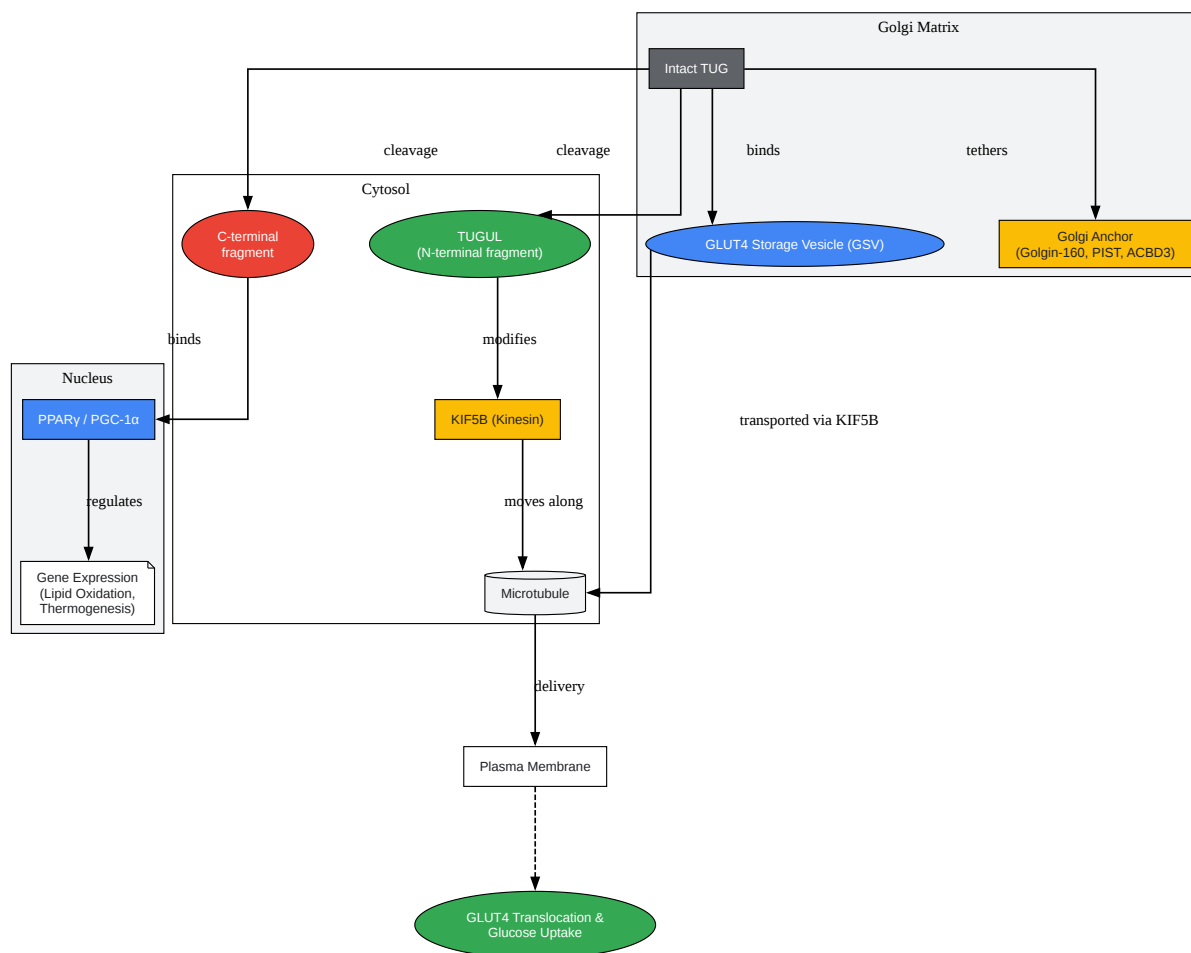 Golgi Matrix
Intact TUG
cleavage
cleavage
binds
tethers
Cytosol
C-terminal
fragment
TUGUL
(N-terminal fragment)
GLUT4 Storage Vesicle (GSV)
Golgi Anchor
(Golgin-160, PIST, ACBD3)
binds
modifies
Nucleus
PPARγ / PGC-1α
KIF5B (Kinesin)
transported via KIF5B
regulates
moves along
Gene Expression
(Lipid Oxidation,
Thermogenesis)
Microtubule
delivery
Plasma Membrane
GLUT4 Translocation &
Glucose Uptake